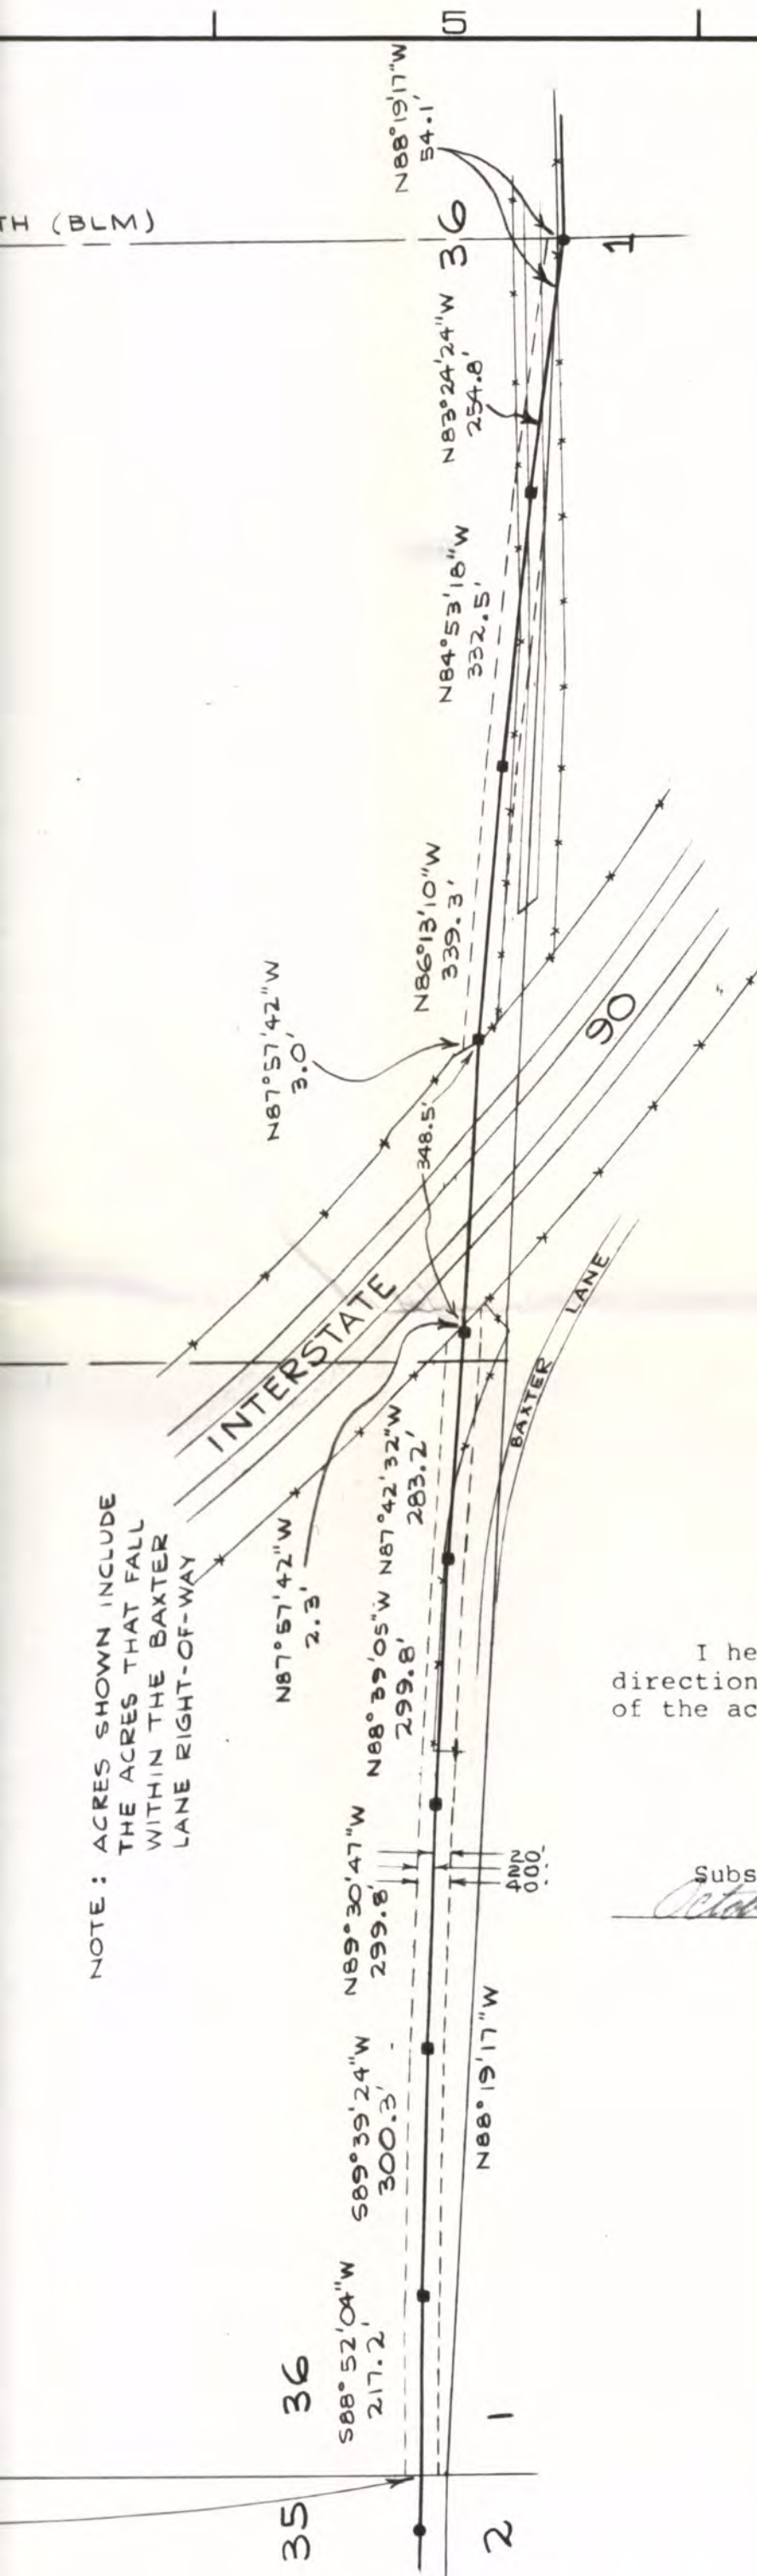 5
N88°19'17"W
54.1'
TH (BLM)
36
1
N83°24'24"W
254.8'
N84°53'18"W
332.5'
N86°13'10"W
339.3'
N87°57'42"W
3.0'
348.5'
90
INTERSTATE
BAXTER LANE
N87°42'32"W
283.2'
N87°57'42"W
2.3'
NOTE: ACRES SHOWN INCLUDE
THE ACRES THAT FALL
WITHIN THE BAXTER
LANE RIGHT-OF-WAY
N88°39'05"W
299.8'
I he
direction
of the ac
N89°30'47"W
299.8'
20'
20'
40'
Subs
Octob
S89°39'24"W
300.3'
N88°19'17"W
S88°52'04"W
217.2'
36
1
35
2